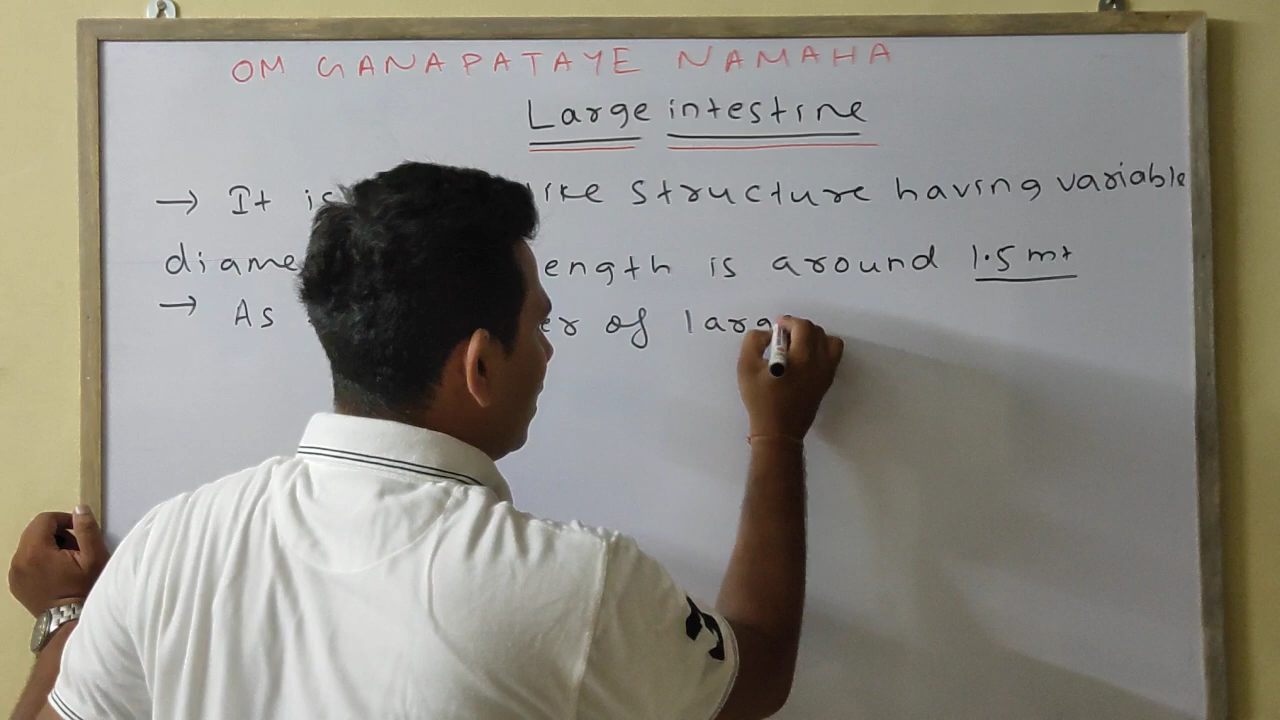 OM GANAPATAYE NAMAHA
Large intestine
→ It is like structure having variable
diame ength is around 1.5 mt
→ As er of larg